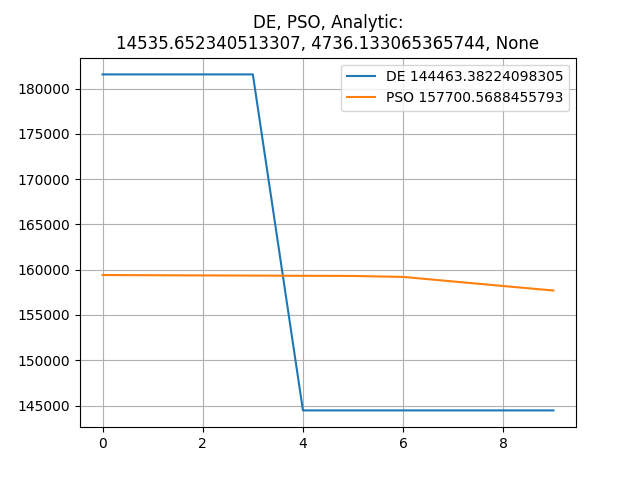 DE, PSO, Analytic:
14535.652340513307, 4736.133065365744, None
DE 144463.38224098305
PSO 157700.5688455793
180000
175000
170000
165000
160000
155000
150000
145000
0 2 4 6 8